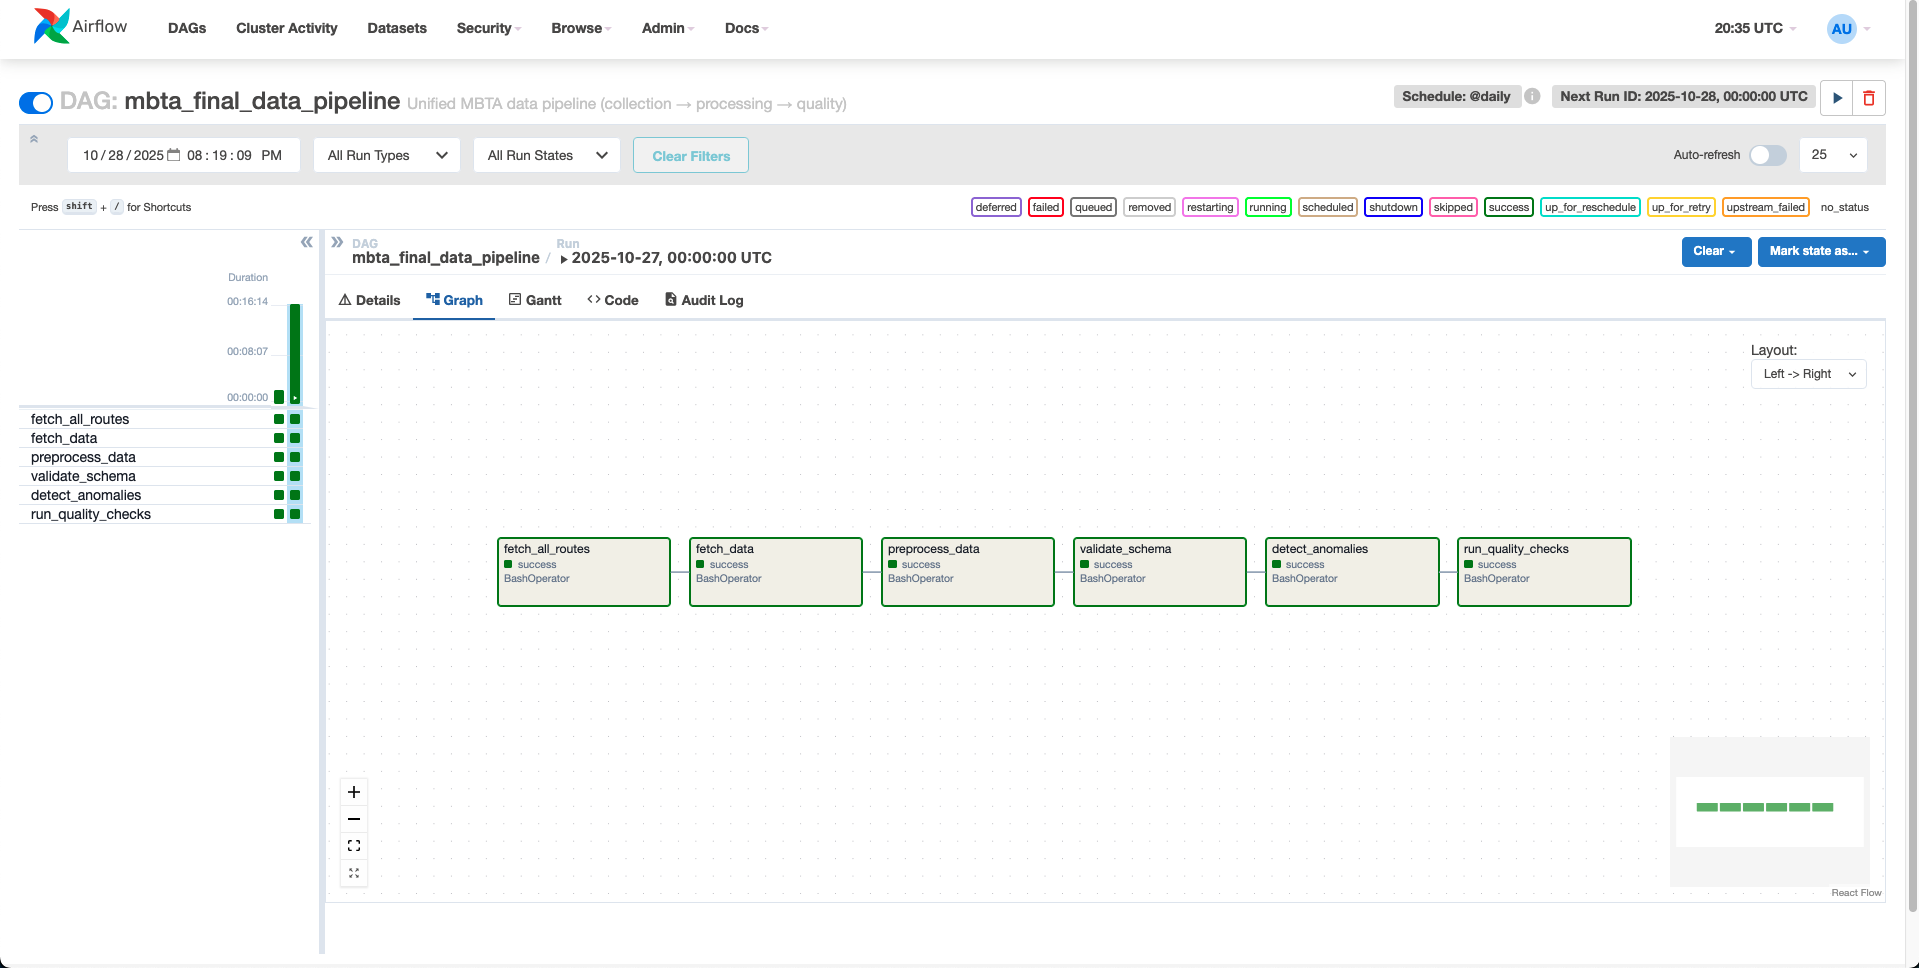 Airflow DAGs Cluster Activity Datasets Security Browse Admin Docs 20:35 UTC AU
DAG: mbta_final_data_pipeline Unified MBTA data pipeline (collection → processing → quality) Schedule: @daily i Next Run ID: 2025-10-28, 00:00:00 UTC
10 / 28 / 2025 08 : 19 : 09 PM All Run Types All Run States Clear Filters Auto-refresh 25
Press shift + / for Shortcuts deferred failed queued removed restarting running scheduled shutdown skipped success up_for_reschedule up_for_retry upstream_failed no_status
DAG Run
mbta_final_data_pipeline / 2025-10-27, 00:00:00 UTC Clear Mark state as...
Duration
00:16:14
00:08:07
00:00:00
fetch_all_routes
fetch_data
preprocess_data
validate_schema
detect_anomalies
run_quality_checks
Details Graph Gantt Code Audit Log
Layout:
Left -> Right
fetch_all_routes
success
BashOperator
fetch_data
success
BashOperator
preprocess_data
success
BashOperator
validate_schema
success
BashOperator
detect_anomalies
success
BashOperator
run_quality_checks
success
BashOperator
React Flow